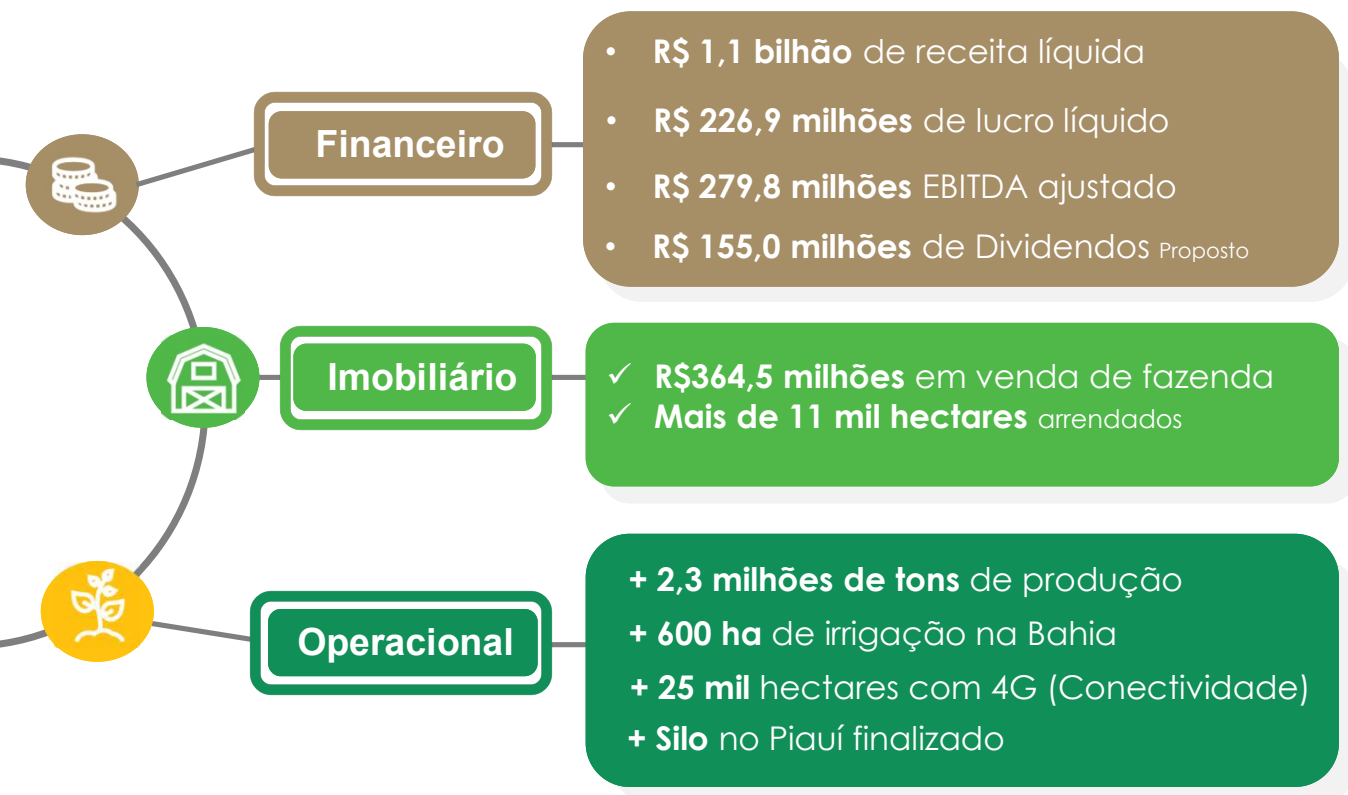 Financeiro
• R$ 1,1 bilhão de receita líquida
• R$ 226,9 milhões de lucro líquido
• R$ 279,8 milhões EBITDA ajustado
• R$ 155,0 milhões de Dividendos Proposto
Imobiliário
✓ R$364,5 milhões em venda de fazenda
✓ Mais de 11 mil hectares arrendados
Operacional
+ 2,3 milhões de tons de produção
+ 600 ha de irrigação na Bahia
+ 25 mil hectares com 4G (Conectividade)
+ Silo no Piauí finalizado